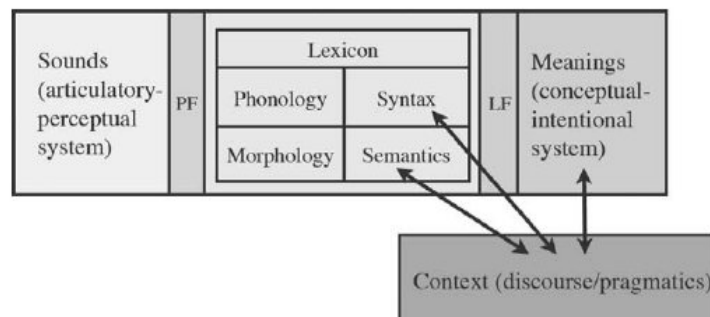 Sounds
(articulatory-
perceptual
system)
PF
Lexicon
Phonology
Syntax
Morphology
Semantics
LF
Meanings
(conceptual-
intentional
system)
Context (discourse/pragmatics)